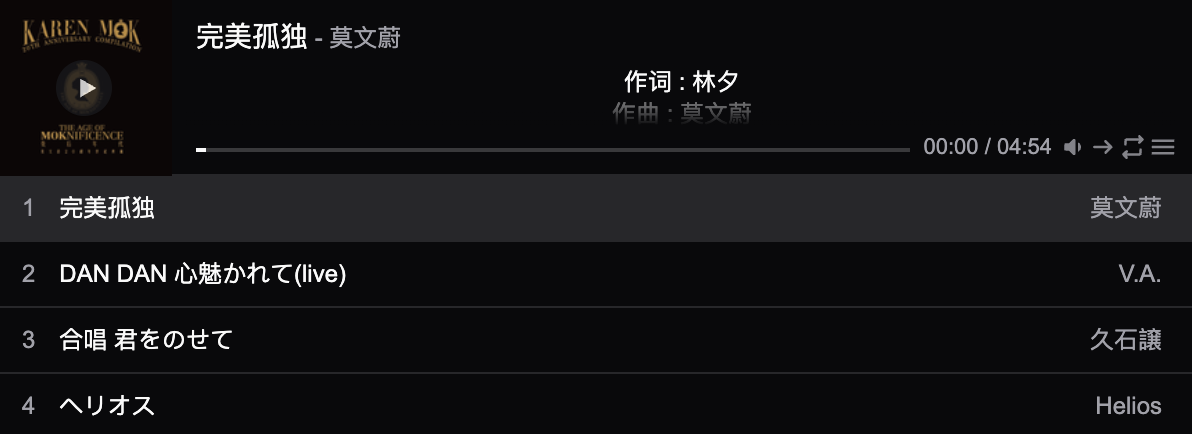 KAREN MOK
20TH ANNIVERSARY COMPILATION
THE AGE OF
MOKNIFICENCE
完美孤独 - 莫文蔚
作词 : 林夕
作曲 : 莫文蔚
00:00 / 04:54
1 完美孤独 莫文蔚
2 DAN DAN 心魅かれて(live) V.A.
3 合唱 君をのせて 久石譲
4 ヘリオス Helios